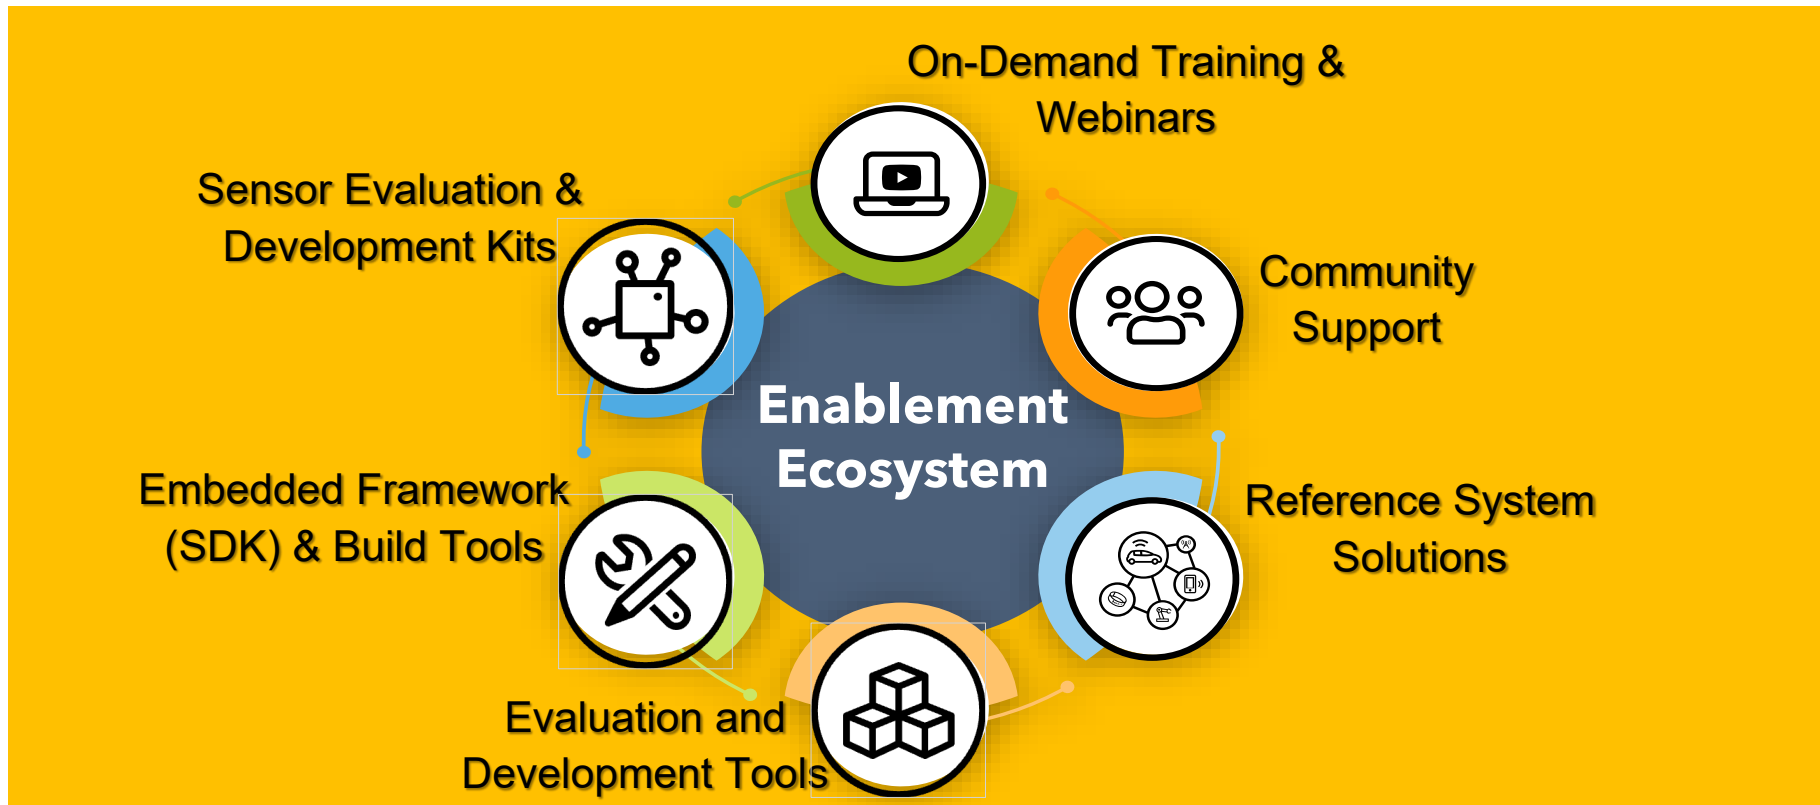 On-Demand Training &
Webinars
Sensor Evaluation &
Development Kits
Community
Support
Enablement
Ecosystem
Embedded Framework
(SDK) & Build Tools
Reference System
Solutions
Evaluation and
Development Tools